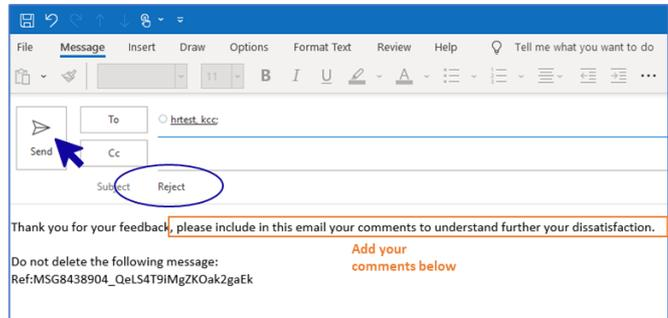 File Message Insert Draw Options Format Text Review Help Tell me what you want to do
11 B I U A
To hrtest, kcc;
Send
Cc
Subject Reject
Thank you for your feedback, please include in this email your comments to understand further your dissatisfaction.
Add your
comments below
Do not delete the following message:
Ref:MSG8438904_QeLS4T9iMgZKOak2gaEk